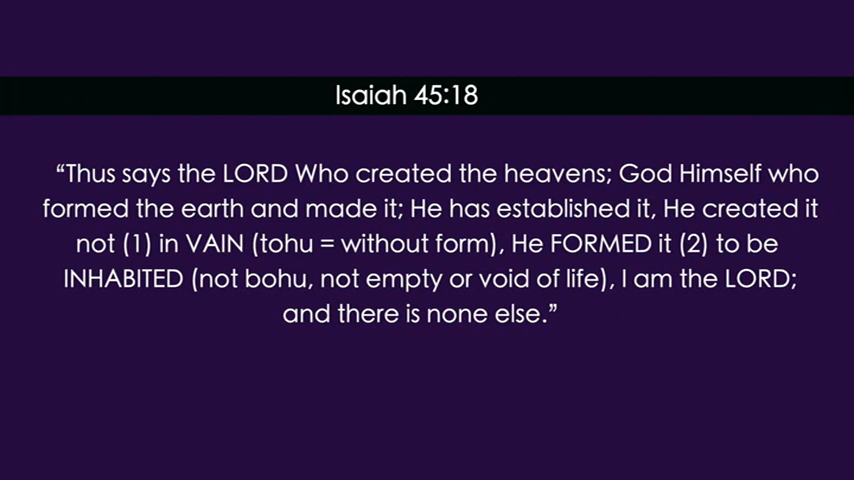 Isaiah 45:18
“Thus says the LORD Who created the heavens; God Himself who
formed the earth and made it; He has established it, He created it
not (1) in VAIN (tohu = without form), He FORMED it (2) to be
INHABITED (not bohu, not empty or void of life), I am the LORD;
and there is none else.”